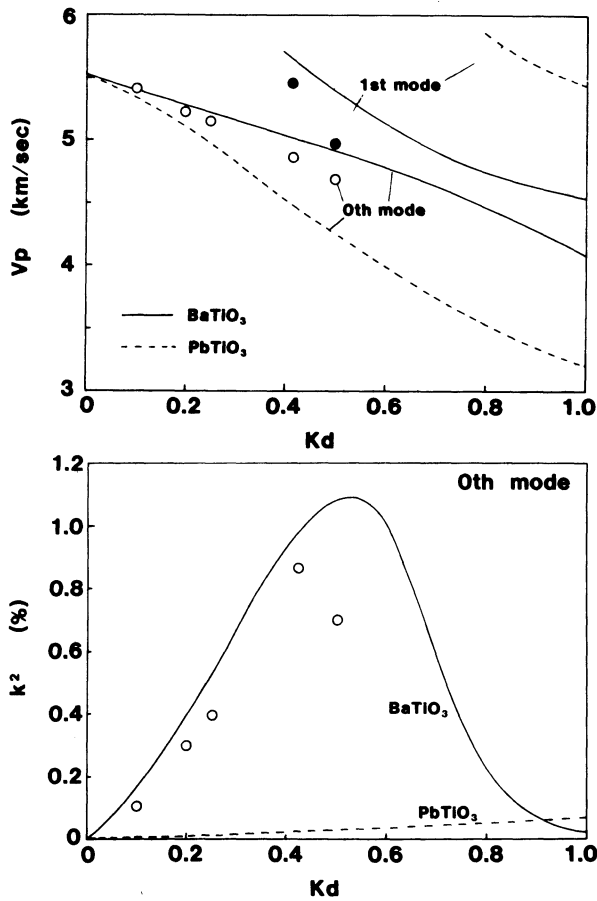 6
5
4
3
Vp (km/sec)
1st mode
0th mode
BaTiO₃
PbTiO₃
0 0.2 0.4 0.6 0.8 1.0
Kd
1.2
1.0
0.8
0.6
0.4
0.2
0
k² (%)
0th mode
BaTiO₃
PbTiO₃
0 0.2 0.4 0.6 0.8 1.0
Kd